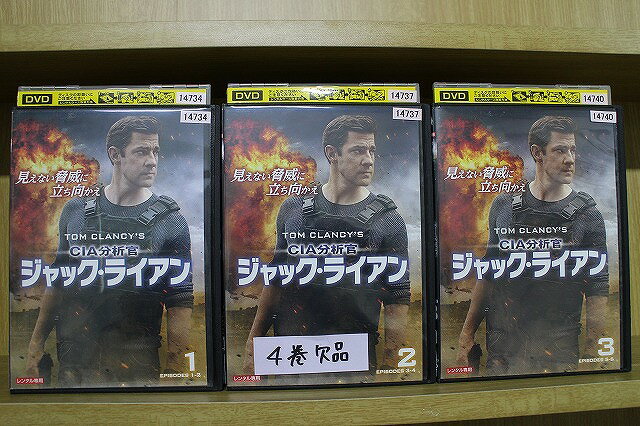 DVD
14734
14734
見えない脅威に
立ち向かえ
TOM CLANCY'S
CIA分析官
ジャック・ライアン
1
レンタル専用
EPISODES 1-2
DVD
14737
14737
見えない脅威に
立ち向かえ
TOM CLANCY'S
CIA分析官
ジャック・ライアン
4巻欠品
2
レンタル専用
EPISODES 3-4
DVD
14740
14740
見えない脅威に
立ち向かえ
TOM CLANCY'S
CIA分析官
ジャック・ライアン
3
レンタル専用
EPISODES 5-6